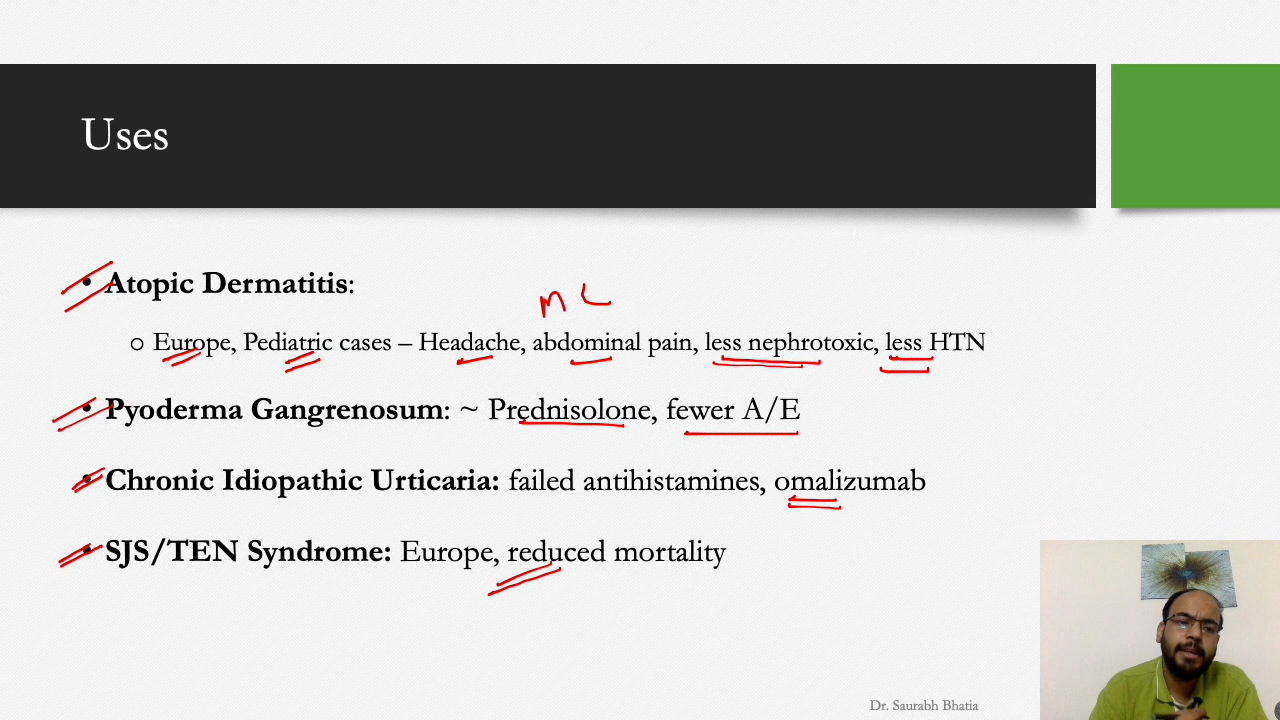 Uses
• Atopic Dermatitis:
M C
o Europe, Pediatric cases – Headache, abdominal pain, less nephrotoxic, less HTN
• Pyoderma Gangrenosum: ~ Prednisolone, fewer A/E
• Chronic Idiopathic Urticaria: failed antihistamines, omalizumab
• SJS/TEN Syndrome: Europe, reduced mortality
Dr. Saurabh Bhatia